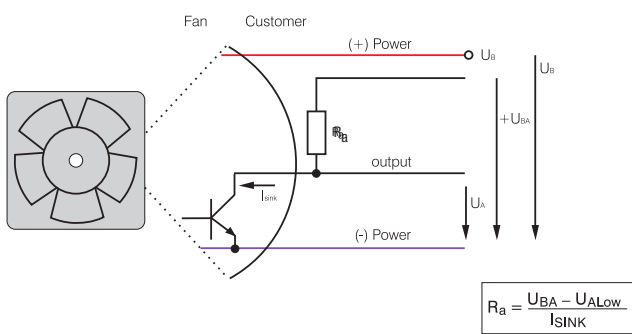 Fan Customer
(+) Power
UB
UB
+UBA
Ra
output
Isink
UA
(-) Power
Ra = UBA – UALow
ISINK